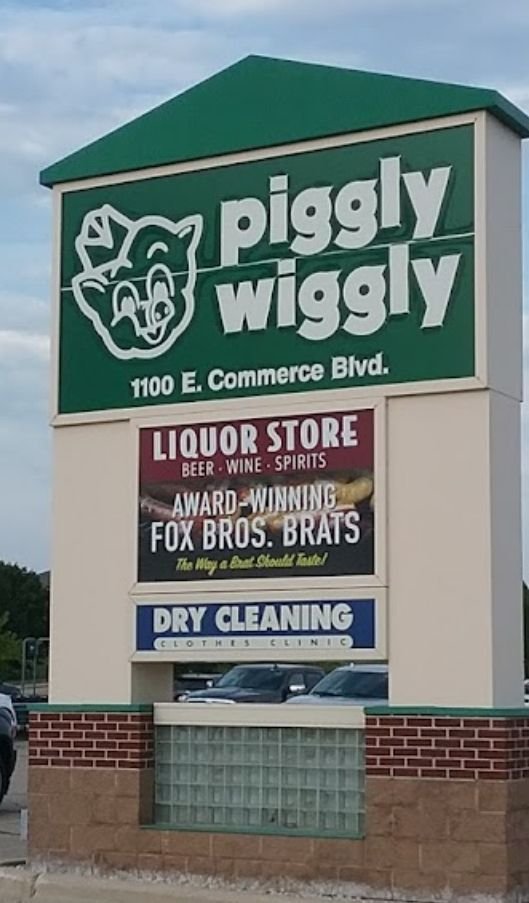 piggly
wiggly
1100 E. Commerce Blvd.
LIQUOR STORE
BEER · WINE · SPIRITS
AWARD-WINNING
FOX BROS. BRATS
The Way a Brat Should Taste!
DRY CLEANING
CLOTHES CLINIC